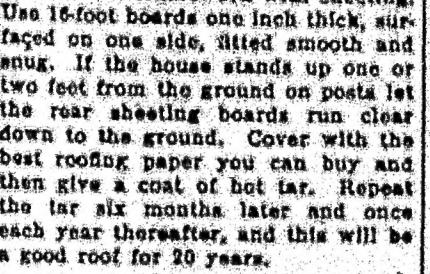 Use 16-foot boards one inch thick, sur-
faced on one side, fitted smooth and
snug. If the house stands up one or
two feet from the ground on posts let
the rear sheeting boards run clear
down to the ground. Cover with the
best roofing paper you can buy and
then give a coat of hot tar. Repeat
the tar six months later and once
each year thereafter, and this will be
a good roof for 20 years.